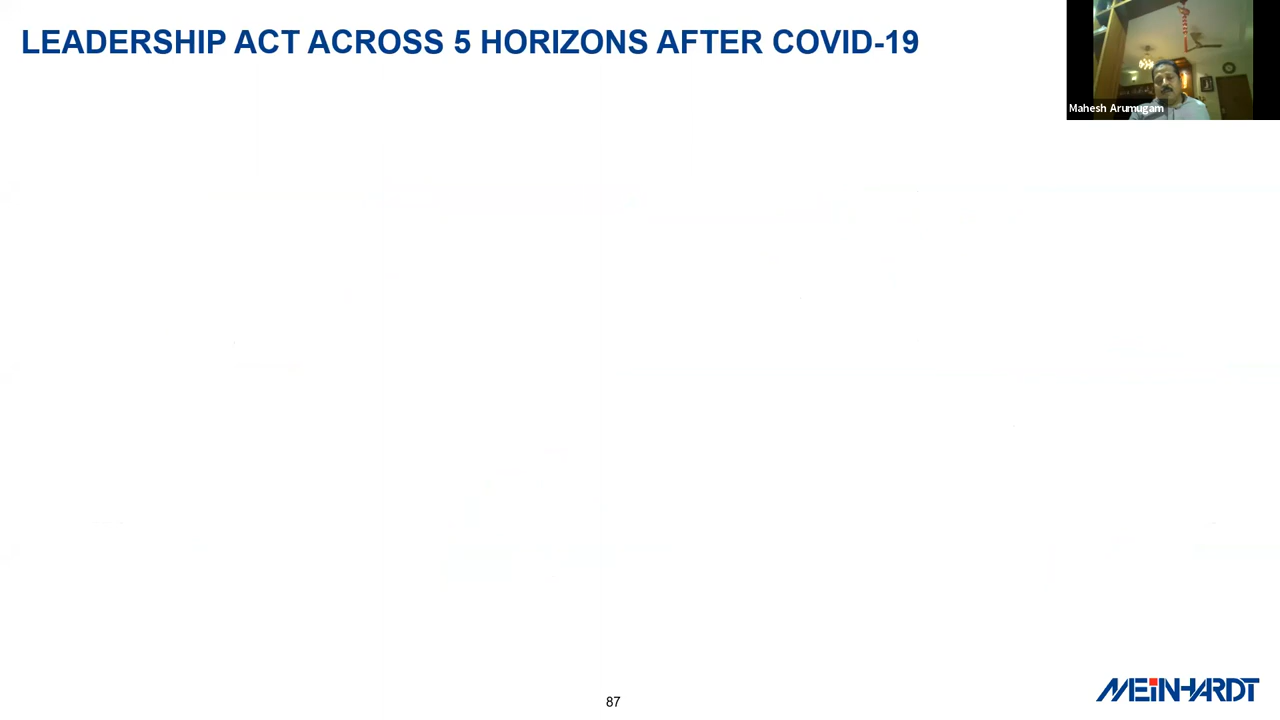 LEADERSHIP ACT ACROSS 5 HORIZONS AFTER COVID-19
Mahesh Arumugam
87
MEINHARDT